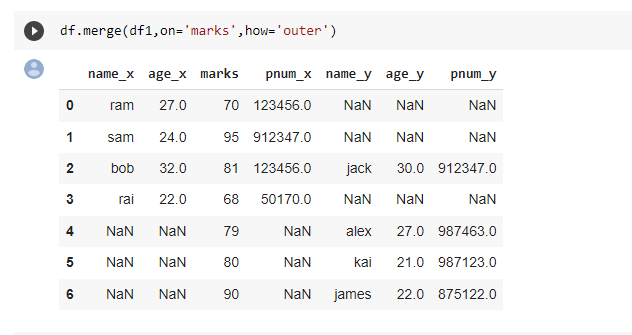 df.merge(df1,on='marks',how='outer')
name_x age_x marks pnum_x name_y age_y pnum_y
0 ram 27.0 70 123456.0 NaN NaN NaN
1 sam 24.0 95 912347.0 NaN NaN NaN
2 bob 32.0 81 123456.0 jack 30.0 912347.0
3 rai 22.0 68 50170.0 NaN NaN NaN
4 NaN NaN 79 NaN alex 27.0 987463.0
5 NaN NaN 80 NaN kai 21.0 987123.0
6 NaN NaN 90 NaN james 22.0 875122.0